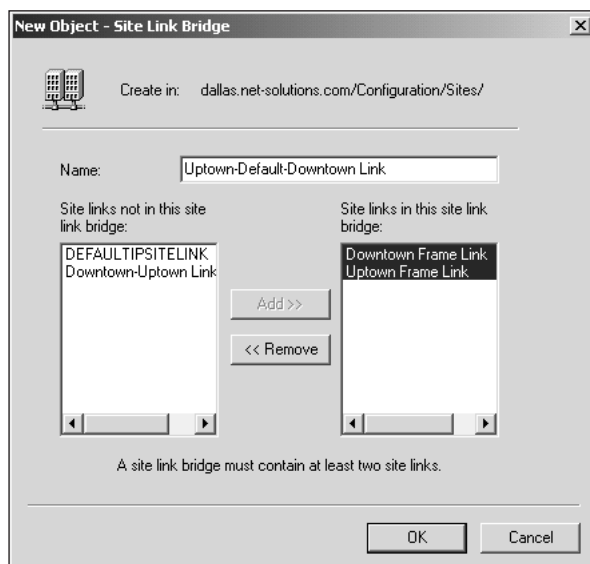 New Object - Site Link Bridge
Create in: dallas.net-solutions.com/Configuration/Sites/
Name: Uptown-Default-Downtown Link
Site links not in this site
link bridge:
DEFAULTIPSITELINK
Downtown-Uptown Link
Add >>
<< Remove
Site links in this site link
bridge:
Downtown Frame Link
Uptown Frame Link
A site link bridge must contain at least two site links.
OK
Cancel